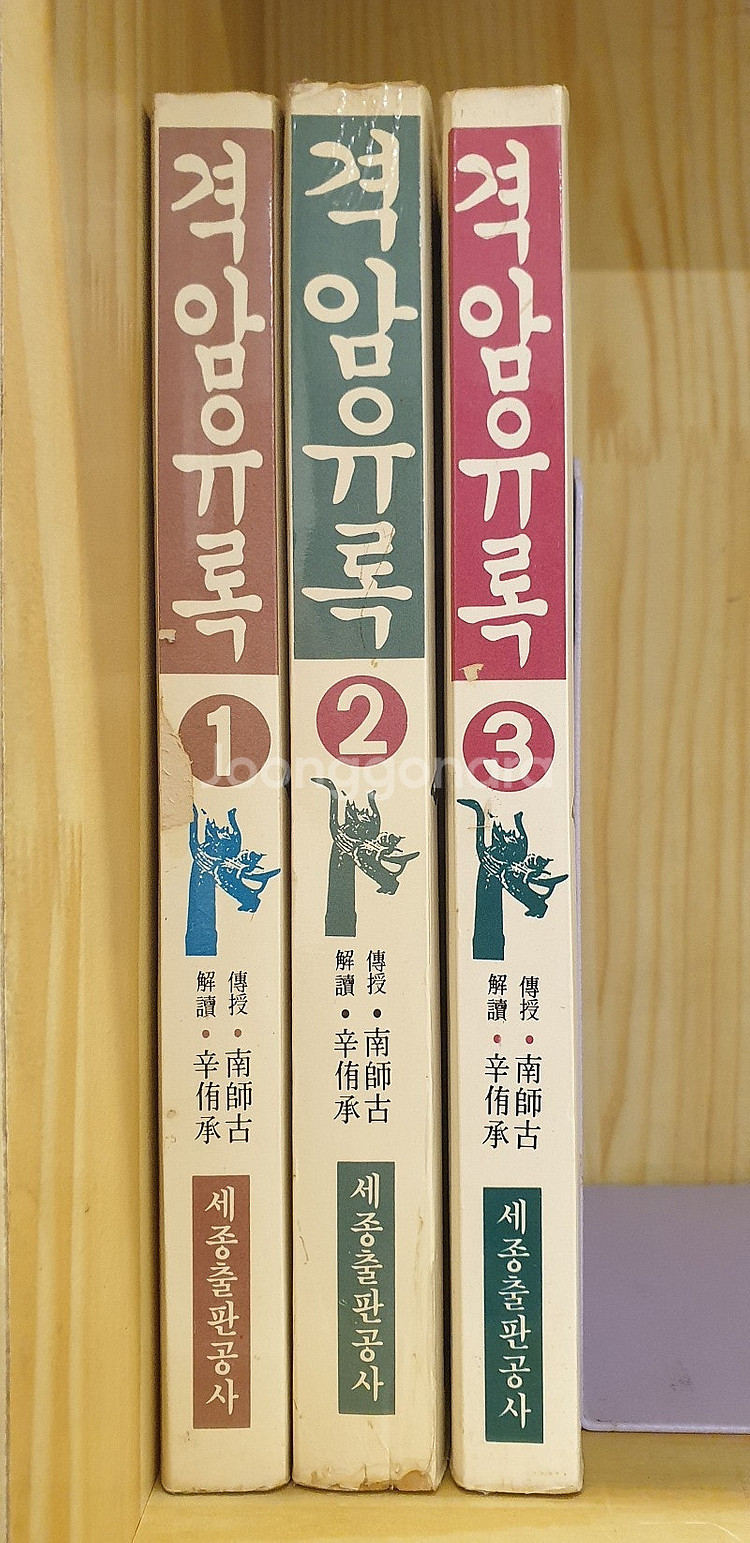 격암유록
1
傳授・南師古
解讀・辛侑承
세종출판공사
격암유록
2
傳授・南師古
解讀・辛侑承
세종출판공사
격암유록
3
傳授・南師古
解讀・辛侑承
세종출판공사
Joonggonara